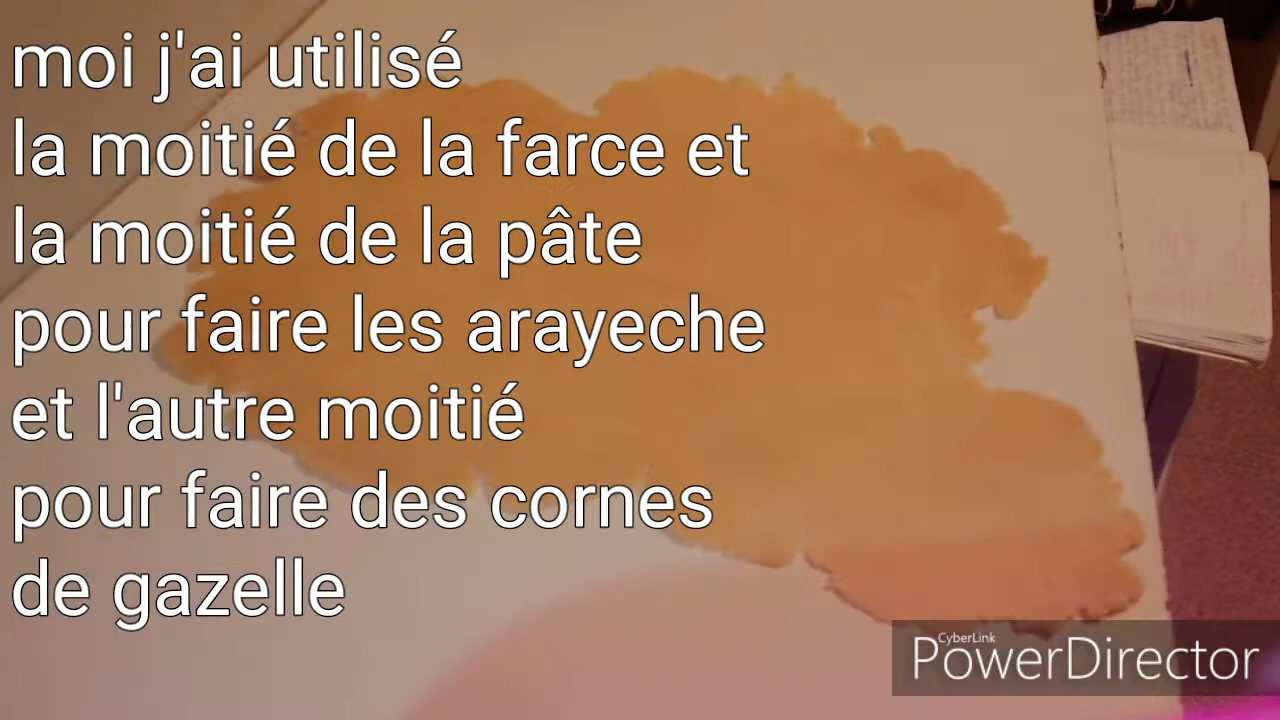 moi j'ai utilisé
la moitié de la farce et
la moitié de la pâte
pour faire les arayeche
et l'autre moitié
pour faire des cornes
de gazelle
CyberLink
PowerDirector